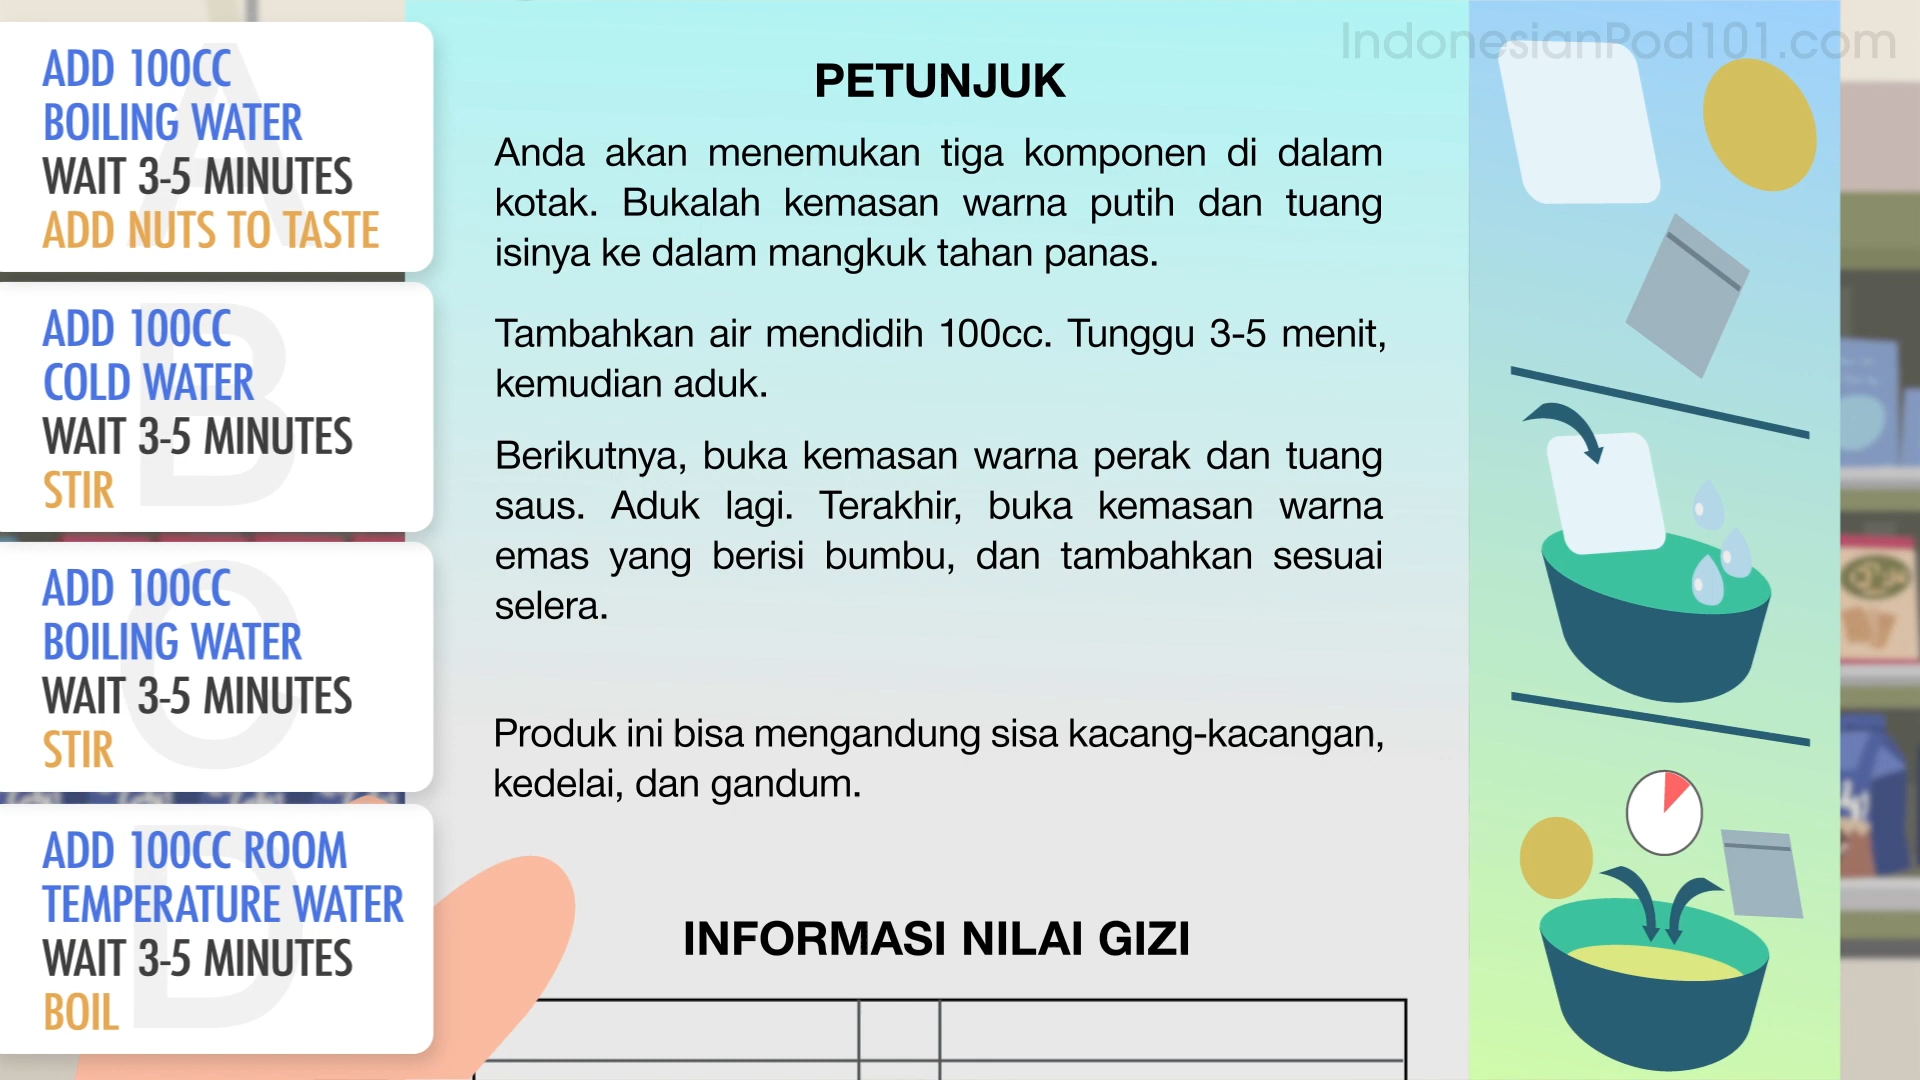 IndonesianPod101.com
A
ADD 100CC
BOILING WATER
WAIT 3-5 MINUTES
ADD NUTS TO TASTE
B
ADD 100CC
COLD WATER
WAIT 3-5 MINUTES
STIR
C
ADD 100CC
BOILING WATER
WAIT 3-5 MINUTES
STIR
D
ADD 100CC ROOM
TEMPERATURE WATER
WAIT 3-5 MINUTES
BOIL
PETUNJUK
Anda akan menemukan tiga komponen di dalam
kotak. Bukalah kemasan warna putih dan tuang
isinya ke dalam mangkuk tahan panas.
Tambahkan air mendidih 100cc. Tunggu 3-5 menit,
kemudian aduk.
Berikutnya, buka kemasan warna perak dan tuang
saus. Aduk lagi. Terakhir, buka kemasan warna
emas yang berisi bumbu, dan tambahkan sesuai
selera.
Produk ini bisa mengandung sisa kacang-kacangan,
kedelai, dan gandum.
INFORMASI NILAI GIZI